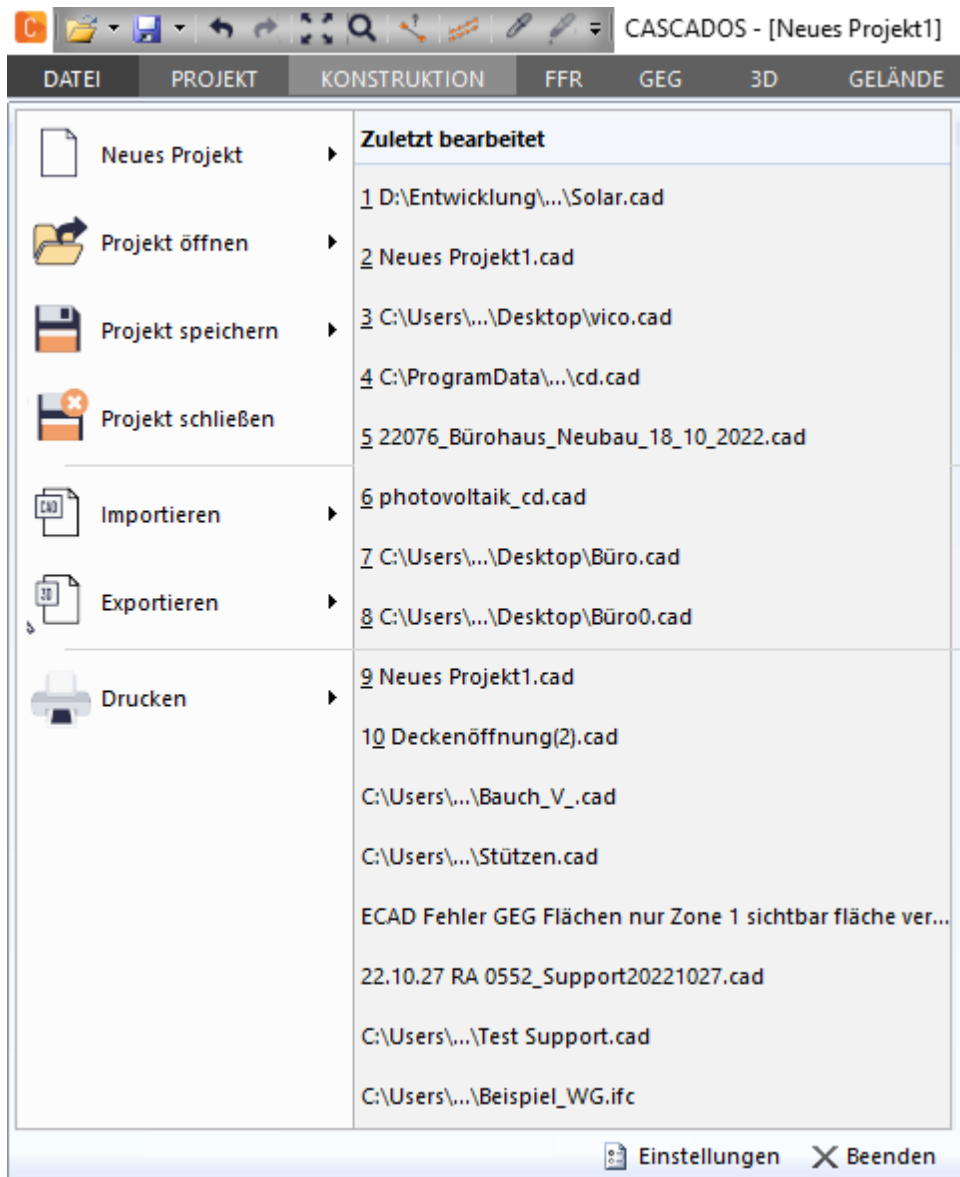 C CASCADOS - [Neues Projekt1]
DATEI PROJEKT KONSTRUKTION FFR GEG 3D GELÄNDE
Neues Projekt
Projekt öffnen
Projekt speichern
Projekt schließen
CAD Importieren
3D Exportieren
Drucken
Zuletzt bearbeitet
1 D:\Entwicklung\...\Solar.cad
2 Neues Projekt1.cad
3 C:\Users\...\Desktop\vico.cad
4 C:\ProgramData\...\cd.cad
5 22076_Bürohaus_Neubau_18_10_2022.cad
6 photovoltaik_cd.cad
7 C:\Users\...\Desktop\Büro.cad
8 C:\Users\...\Desktop\Büro0.cad
9 Neues Projekt1.cad
10 Deckenöffnung(2).cad
C:\Users\...\Bauch_V_.cad
C:\Users\...\Stützen.cad
ECAD Fehler GEG Flächen nur Zone 1 sichtbar fläche ver...
22.10.27 RA 0552_Support20221027.cad
C:\Users\...\Test Support.cad
C:\Users\...\Beispiel_WG.ifc
Einstellungen Beenden